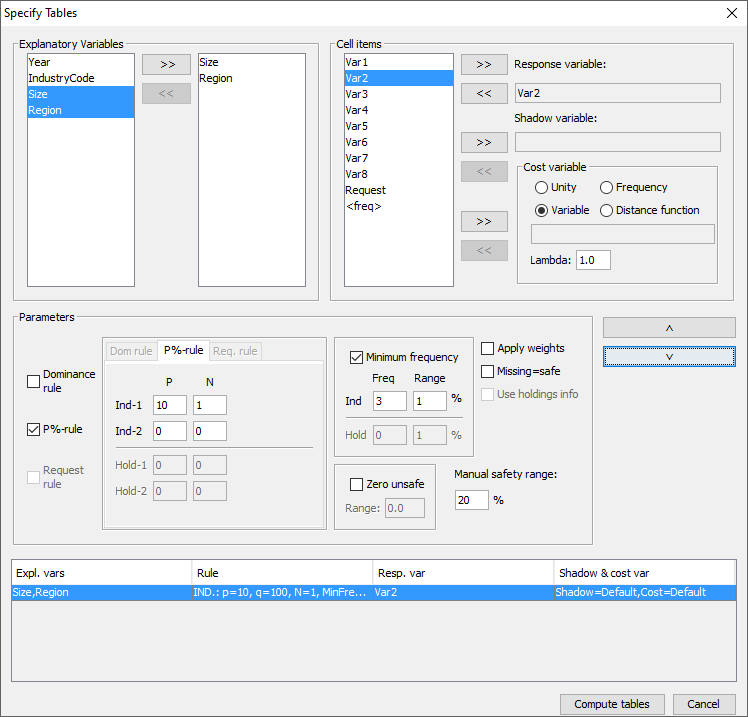 Specify Tables
Explanatory Variables
Year
IndustryCode
Size
Region
>>
<<
Size
Region
Cell items
Var1
Var2
Var3
Var4
Var5
Var6
Var7
Var8
Request
<freq>
>>
<<
>>
<<
>>
<<
Response variable:
Var2
Shadow variable:
Cost variable
Unity Frequency
Variable Distance function
Lambda: 1.0
Parameters
Dominance
rule
P%-rule
Request
rule
Dom rule P%-rule Req. rule
P N
Ind-1 10 1
Ind-2 0 0
Hold-1 0 0
Hold-2 0 0
Minimum frequency
Freq Range
Ind 3 1 %
Hold 0 1 %
Zero unsafe
Range: 0.0
Apply weights
Missing=safe
Use holdings info
Manual safety range:
20 %
Expl. vars Rule Resp. var Shadow & cost var
Size,Region IND.: p=10, q=100, N=1, MinFre... Var2 Shadow=Default,Cost=Default
Compute tables Cancel